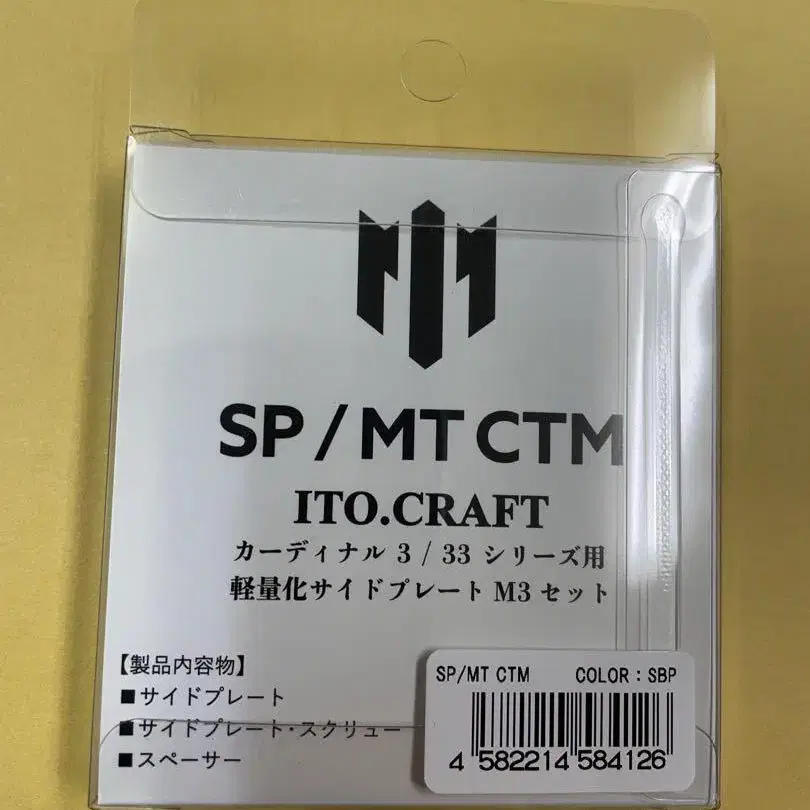 SP / MT CTM
ITO.CRAFT
カーディナル 3 / 33 シリーズ用
軽量化サイドプレート M3 セット
【製品内容物】
■サイドプレート
■サイドプレート・スクリュー
■スペーサー
SP/MT CTM COLOR : SBP
4 582214 584126